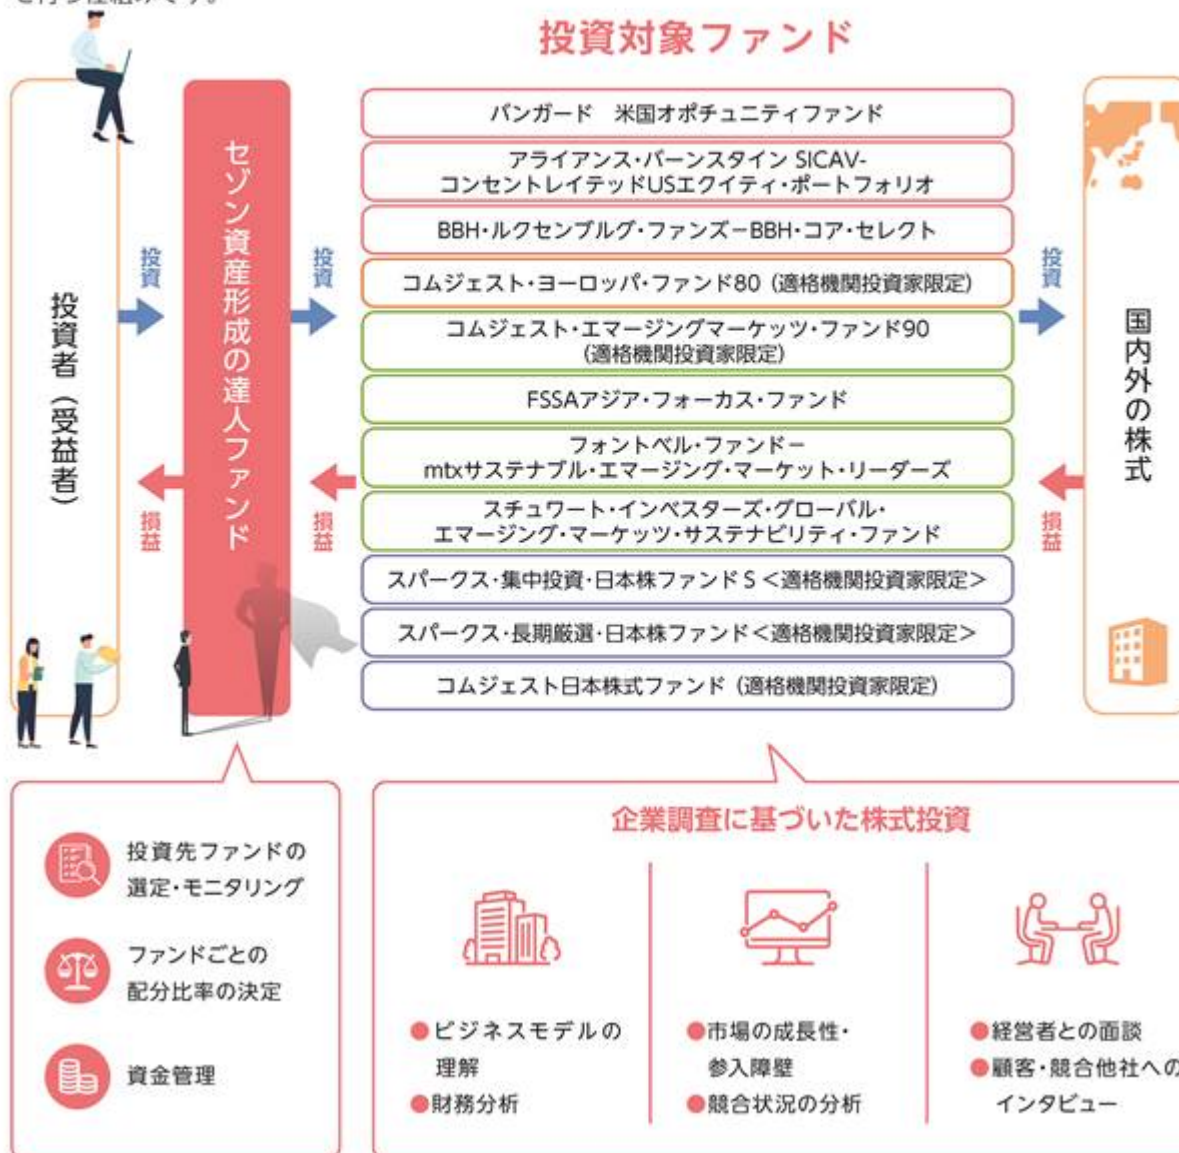 を行う仕組みです。
投資対象ファンド
投資者（受益者）
投資
損益
セゾン資産形成の達人ファンド
投資
損益
バンガード　米国オポチュニティファンド
アライアンス・バーンスタイン SICAV-
コンセントレイテッドUSエクイティ・ポートフォリオ
BBH・ルクセンブルグ・ファンズーBBH・コア・セレクト
コムジェスト・ヨーロッパ・ファンド80（適格機関投資家限定）
コムジェスト・エマージングマーケッツ・ファンド90
（適格機関投資家限定）
FSSAアジア・フォーカス・ファンド
フォントベル・ファンドー
mtxサステナブル・エマージング・マーケット・リーダーズ
スチュワート・インベスターズ・グローバル・
エマージング・マーケッツ・サステナビリティ・ファンド
スパークス・集中投資・日本株ファンドS＜適格機関投資家限定＞
スパークス・長期厳選・日本株ファンド＜適格機関投資家限定＞
コムジェスト日本株式ファンド（適格機関投資家限定）
投資
損益
国内外の株式
投資先ファンドの
選定・モニタリング
ファンドごとの
配分比率の決定
資金管理
企業調査に基づいた株式投資
●ビジネスモデルの
理解
●財務分析
●市場の成長性・
参入障壁
●競合状況の分析
●経営者との面談
●顧客・競合他社への
インタビュー